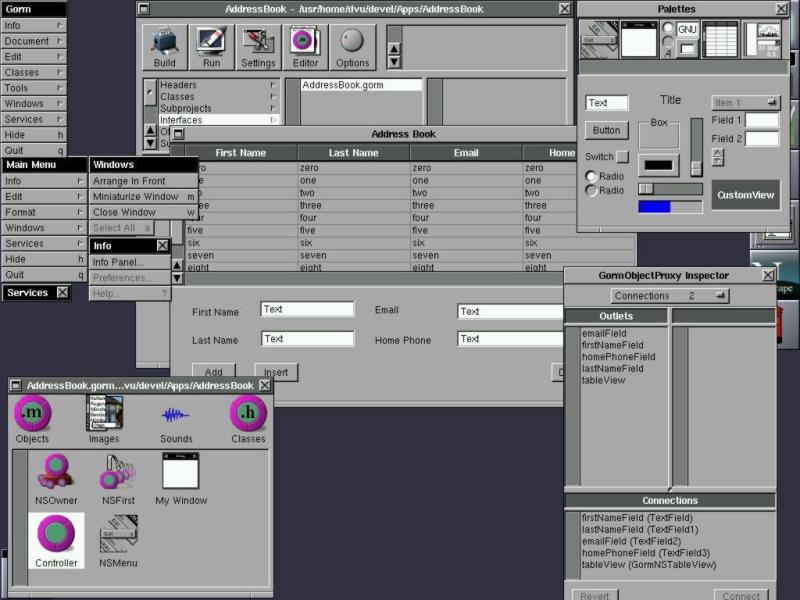 Gorm
Info
Document
Edit
Classes
Tools
Windows
Services
Hide h
Quit q
Main Menu
Info
Edit
Format
Windows
Services
Hide h
Quit q
Services
Windows
Arrange In Front
Miniaturize Window m
Close Window w
Select All a
Info
Info Panel...
Preferences...
Help... ?
AddressBook - /usr/home/dvu/devel/Apps/AddressBook
Build
Run
Settings
Editor
Options
Headers
Classes
Subprojects
Interfaces
AddressBook.gorm
Address Book
First Name Last Name Email Home
zero zero zero
one one one
two two two
three three three
four four four
five five five five
six six six six
seven seven seven seven
eight eight eight eight
First Name Text Email Text
Last Name Text Home Phone Text
Add Insert
Palettes
GNU
Text
Title
Item 1
Button
Box
Field 1
Field 2
Switch
Radio
Radio
CustomView
GormObjectProxy Inspector
Connections 2
Outlets
emailField
firstNameField
homePhoneField
lastNameField
tableView
Connections
firstNameField (TextField)
lastNameField (TextField1)
emailField (TextField2)
homePhoneField (TextField3)
tableView (GormNSTableView)
Revert Connect
AddressBook.gorm...vu/devel/Apps/AddressBook
.m
.h
Objects
Images
Sounds
Classes
NSOwner
NSFirst
My Window
Controller
NSMenu